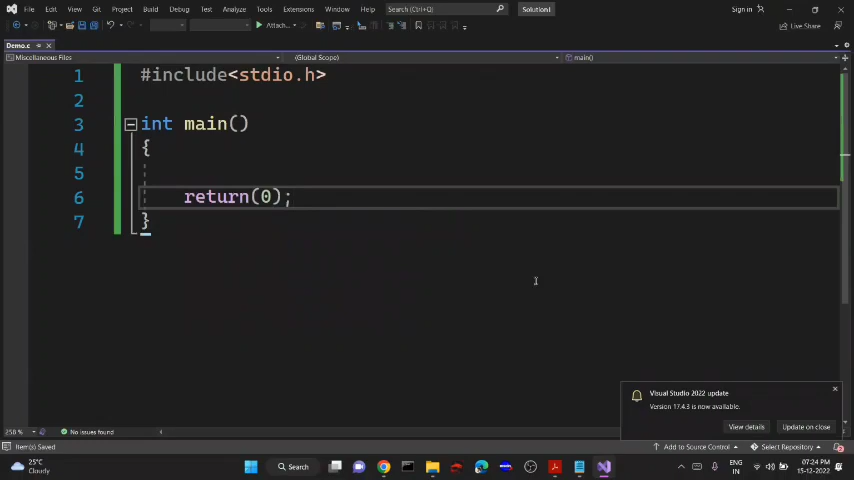 File Edit View Git Project Build Debug Test Analyze Tools Extensions Window Help Search (Ctrl+Q) Solution1 Sign in
Attach... Live Share
Demo.c
Miscellaneous Files (Global Scope) main()
1 #include<stdio.h>
2
3 int main()
4 {
5
6 return(0);
7 }
Visual Studio 2022 update
Version 17.4.3 is now available.
View details Update on close
258 % No issues found
Item(s) Saved Add to Source Control Select Repository
25°C
Cloudy
Search
ENG
IN
07:24 PM
15-12-2022